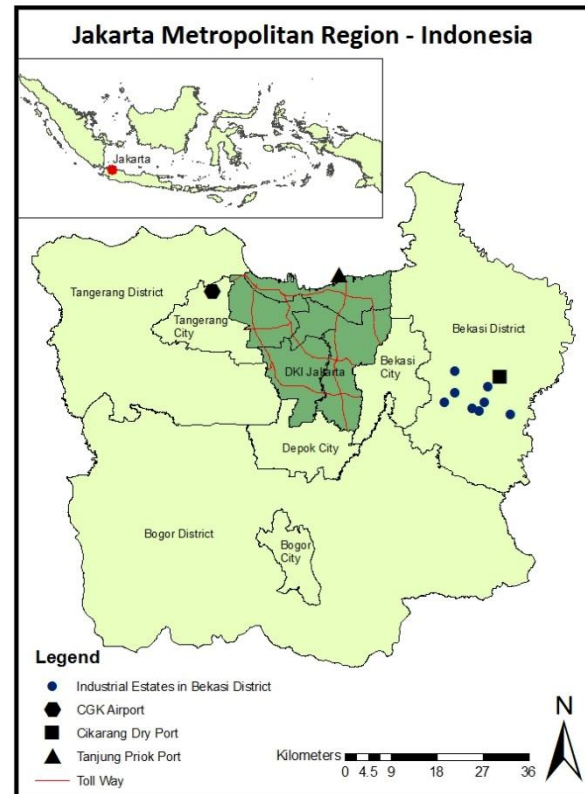 Jakarta Metropolitan Region - Indonesia
Jakarta
Tangerang District
Tangerang
City
Bekasi District
Bekasi
City
DKI Jakarta
Depok City
Bogor District
Bogor
City
Legend
Industrial Estates in Bekasi District
CGK Airport
Cikarang Dry Port
Tanjung Priok Port
Toll Way
N
Kilometers
0 4.5 9 18 27 36